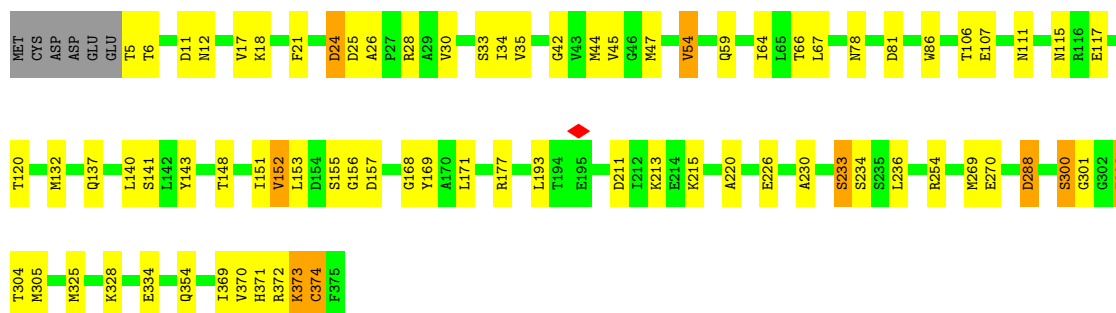 MET CYS ASP ASP GLU GLU T5 T6 D11 N12 V17 K18 F21 D24 D25 A26 P27 R28 A29 V30 S33 I34 V35 G42 V43 M44 V45 G46 M47 V54 Q59 I64 L65 T66 L67 N78 D81 W86 T106 E107 N111 N115 R116 E117
T120 M132 Q137 L140 S141 L142 Y143 T148 I151 V152 L153 D154 S155 G156 D157 G168 Y169 A170 L171 R177 L193 T194 E195 D211 I212 K213 E214 K215 A220 E226 A230 S233 S234 S235 L236 R254 M269 E270 D288 S300 G301 G302
T304 M305 M325 K328 E334 Q354 I369 V370 H371 R372 K373 C374 F375